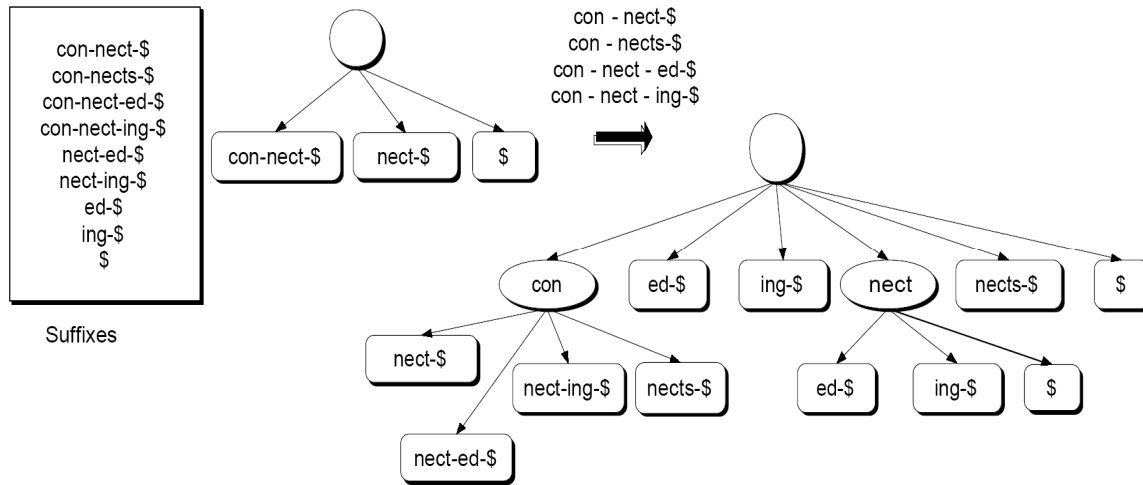 con-nect-$
con-nects-$
con-nect-ed-$
con-nect-ing-$
nect-ed-$
nect-ing-$
ed-$
ing-$
$
Suffixes
con-nect-$
nect-$
$
con - nect-$
con - nects-$
con - nect - ed-$
con - nect - ing-$
con
ed-$
ing-$
nect
nects-$
$
nect-$
nect-ing-$
nects-$
nect-ed-$
ed-$
ing-$
$